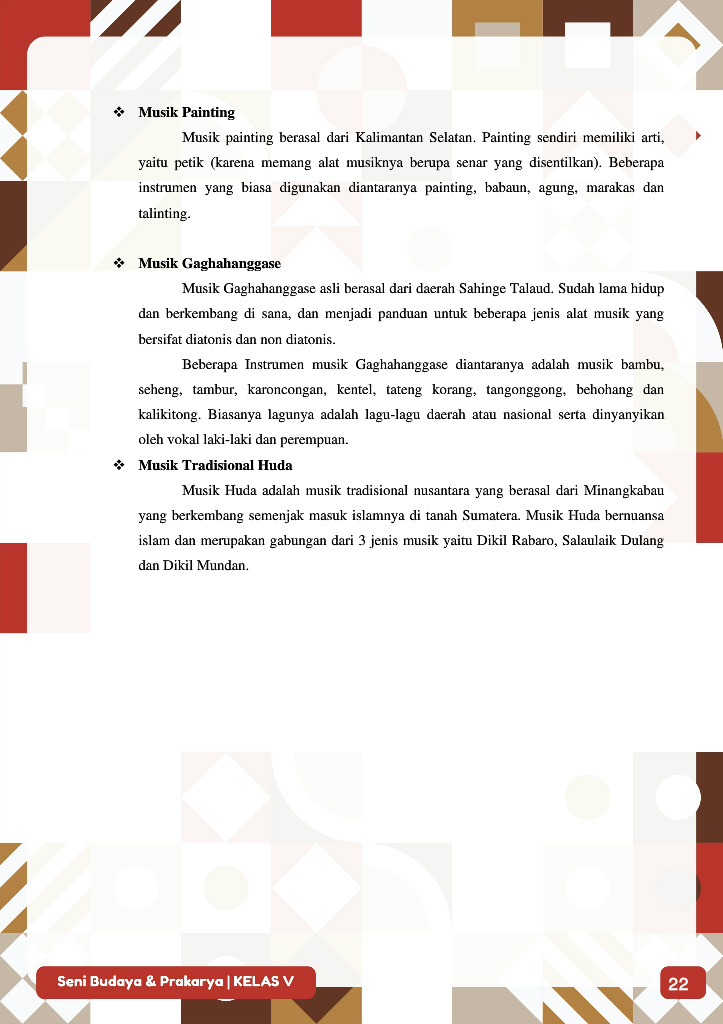 ❖ Musik Painting
Musik painting berasal dari Kalimantan Selatan. Painting sendiri memiliki arti,
yaitu petik (karena memang alat musiknya berupa senar yang disentilkan). Beberapa
instrumen yang biasa digunakan diantaranya painting, babaun, agung, marakas dan
talinting.
❖ Musik Gaghahanggase
Musik Gaghahanggase asli berasal dari daerah Sahinge Talaud. Sudah lama hidup
dan berkembang di sana, dan menjadi panduan untuk beberapa jenis alat musik yang
bersifat diatonis dan non diatonis.
Beberapa Instrumen musik Gaghahanggase diantaranya adalah musik bambu,
seheng, tambur, karoncongan, kentel, tateng korang, tangonggong, behohang dan
kalikitong. Biasanya lagunya adalah lagu-lagu daerah atau nasional serta dinyanyikan
oleh vokal laki-laki dan perempuan.
❖ Musik Tradisional Huda
Musik Huda adalah musik tradisional nusantara yang berasal dari Minangkabau
yang berkembang semenjak masuk islamnya di tanah Sumatera. Musik Huda bernuansa
islam dan merupakan gabungan dari 3 jenis musik yaitu Dikil Rabaro, Salaulaik Dulang
dan Dikil Mundan.
Seni Budaya & Prakarya | KELAS V
22